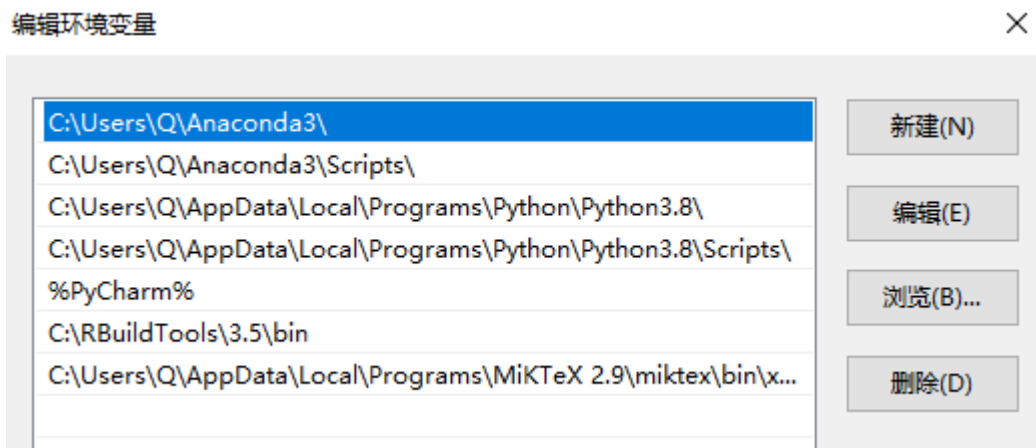 编辑环境变量
C:\Users\Q\Anaconda3\
新建(N)
C:\Users\Q\Anaconda3\Scripts\
C:\Users\Q\AppData\Local\Programs\Python\Python3.8\
编辑(E)
C:\Users\Q\AppData\Local\Programs\Python\Python3.8\Scripts\
%PyCharm%
浏览(B)...
C:\RBuildTools\3.5\bin
C:\Users\Q\AppData\Local\Programs\MiKTeX 2.9\miktex\bin\x...
删除(D)